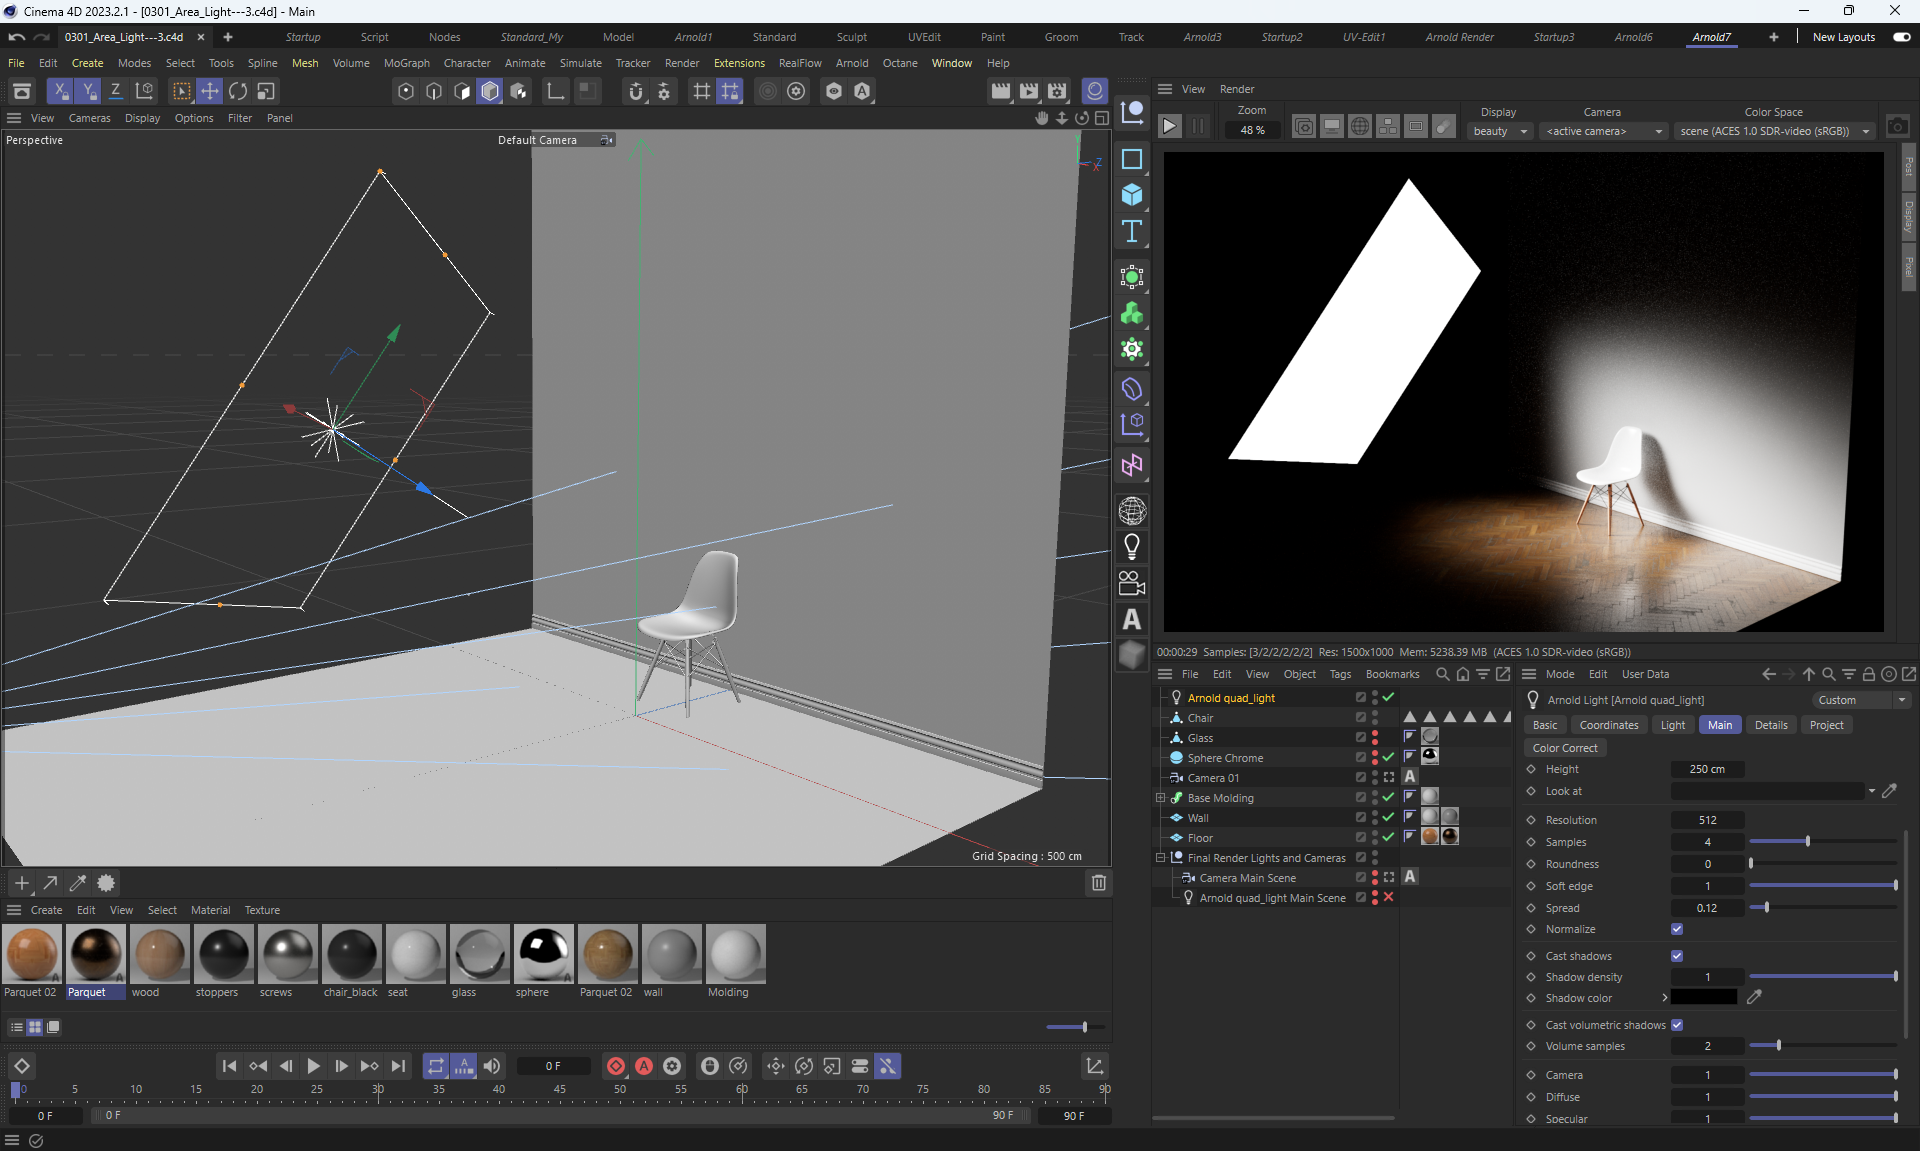 Cinema 4D 2023.2.1 - [0301_Area_Light---3.c4d] - Main
0301_Area_Light---3.c4d × + Startup Script Nodes Standard_My Model Arnold1 Standard Sculpt UVEdit Paint Groom Track Arnold3 Startup2 UV-Edit1 Arnold Render Startup3 Arnold6 Arnold7 + New Layouts
File Edit Create Modes Select Tools Spline Mesh Volume MoGraph Character Animate Simulate Tracker Render Extensions RealFlow Arnold Octane Window Help
X Y Z
View Cameras Display Options Filter Panel
Perspective
Default Camera
Y
Z
X
Grid Spacing : 500 cm
View Render
Zoom
48 %
Display
beauty
Camera
<active camera>
Color Space
scene (ACES 1.0 SDR-video (sRGB))
Post
Display
Pixel
00:00:29 Samples: [3/2/2/2/2/2] Res: 1500x1000 Mem: 5238.39 MB (ACES 1.0 SDR-video (sRGB))
File Edit View Object Tags Bookmarks
Arnold quad_light
Chair
Glass
Sphere Chrome
Camera 01
Base Molding
Wall
Floor
Final Render Lights and Cameras
Camera Main Scene
Arnold quad_light Main Scene
Mode Edit User Data
Arnold Light [Arnold quad_light]
Custom
Basic Coordinates Light Main Details Project
Color Correct
Height 250 cm
Look at
Resolution 512
Samples 4
Roundness 0
Soft edge 1
Spread 0.12
Normalize
Cast shadows
Shadow density 1
Shadow color
Cast volumetric shadows
Volume samples 2
Camera 1
Diffuse 1
Specular 1
Create Edit View Select Material Texture
Parquet 02 Parquet wood stoppers screws chair_black seat glass sphere Parquet 02 wall Molding
0 F
0 5 10 15 20 25 30 35 40 45 50 55 60 65 70 75 80 85 90
0 F 0 F 90 F 90 F